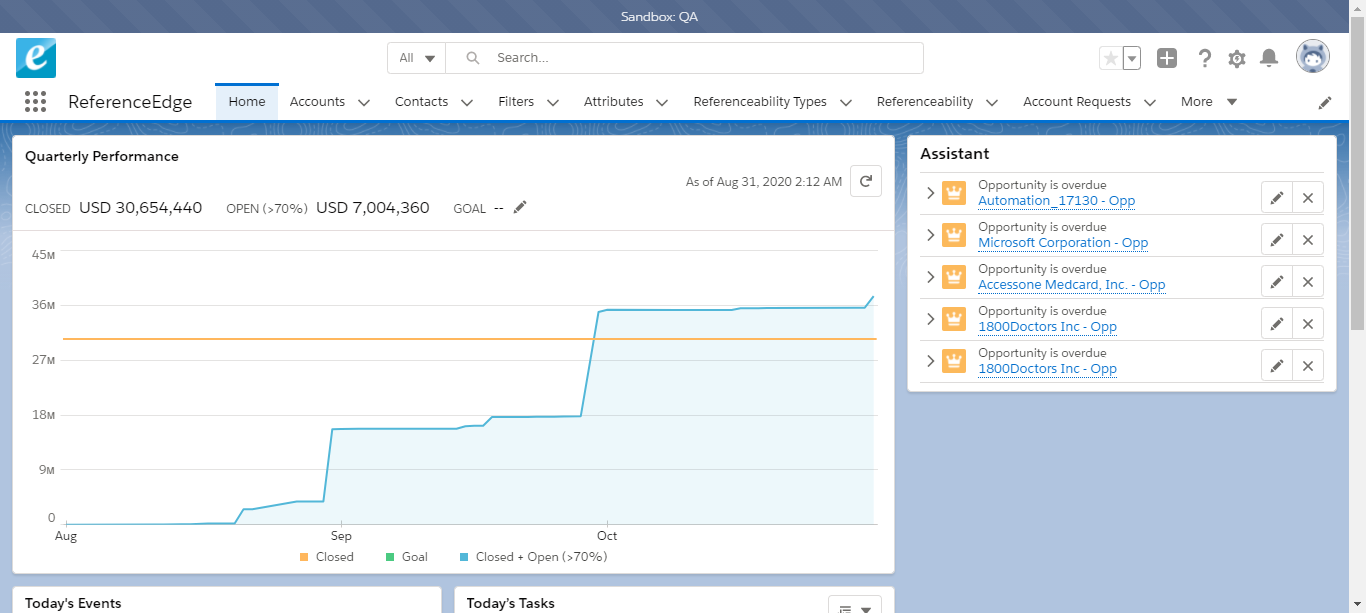 Sandbox: QA
e
All
Search...
ReferenceEdge
Home
Accounts
Contacts
Filters
Attributes
Referenceability Types
Referenceability
Account Requests
More
Quarterly Performance
As of Aug 31, 2020 2:12 AM
CLOSED USD 30,654,440 OPEN (>70%) USD 7,004,360 GOAL --
45M
36M
27M
18M
9M
0
Aug Sep Oct
Closed Goal Closed + Open (>70%)
Assistant
Opportunity is overdue
Automation_17130 - Opp
Opportunity is overdue
Microsoft Corporation - Opp
Opportunity is overdue
Accessone Medcard, Inc. - Opp
Opportunity is overdue
1800Doctors Inc - Opp
Opportunity is overdue
1800Doctors Inc - Opp
Today's Events
Today's Tasks